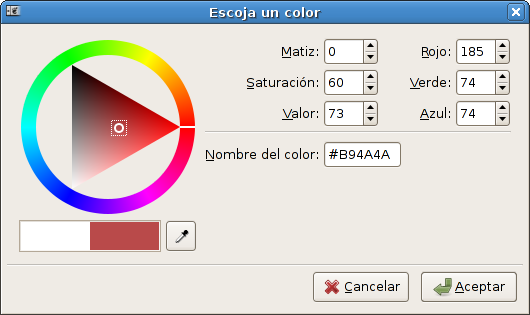 Escoja un color
Matiz: 0 Rojo: 185
Saturación: 60 Verde: 74
Valor: 73 Azul: 74
Nombre del color: #B94A4A
Cancelar Aceptar